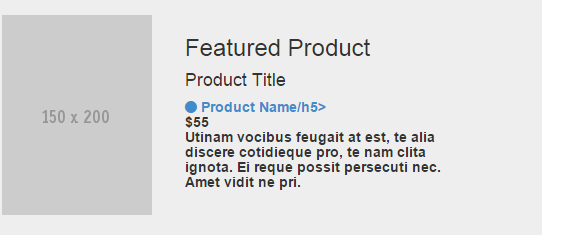 150 x 200
Featured Product
Product Title
Product Name/h5>
$55
Utinam vocibus feugait at est, te alia
discere cotidieque pro, te nam clita
ignota. Ei reque possit persecuti nec.
Amet vidit ne pri.